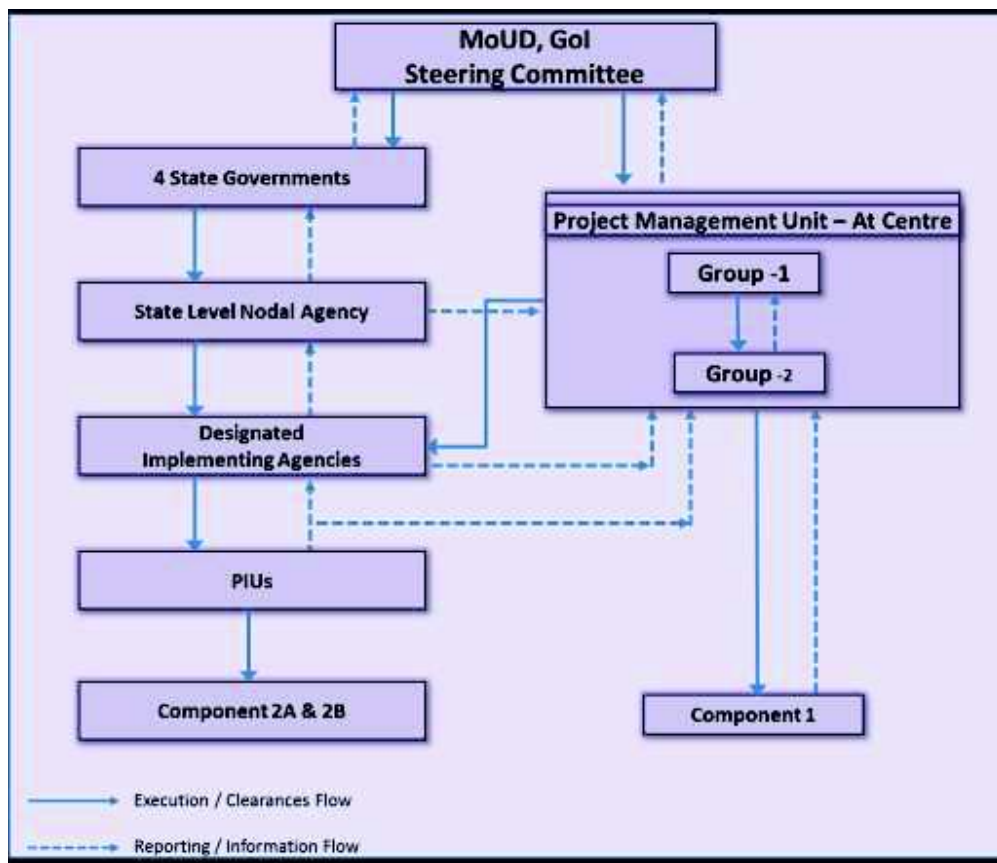 MoUD, GoI
Steering Committee
4 State Governments
Project Management Unit – At Centre
Group -1
State Level Nodal Agency
Group -2
Designated
Implementing Agencies
PIUs
Component 2A & 2B
Component 1
Execution / Clearances Flow
Reporting / Information Flow